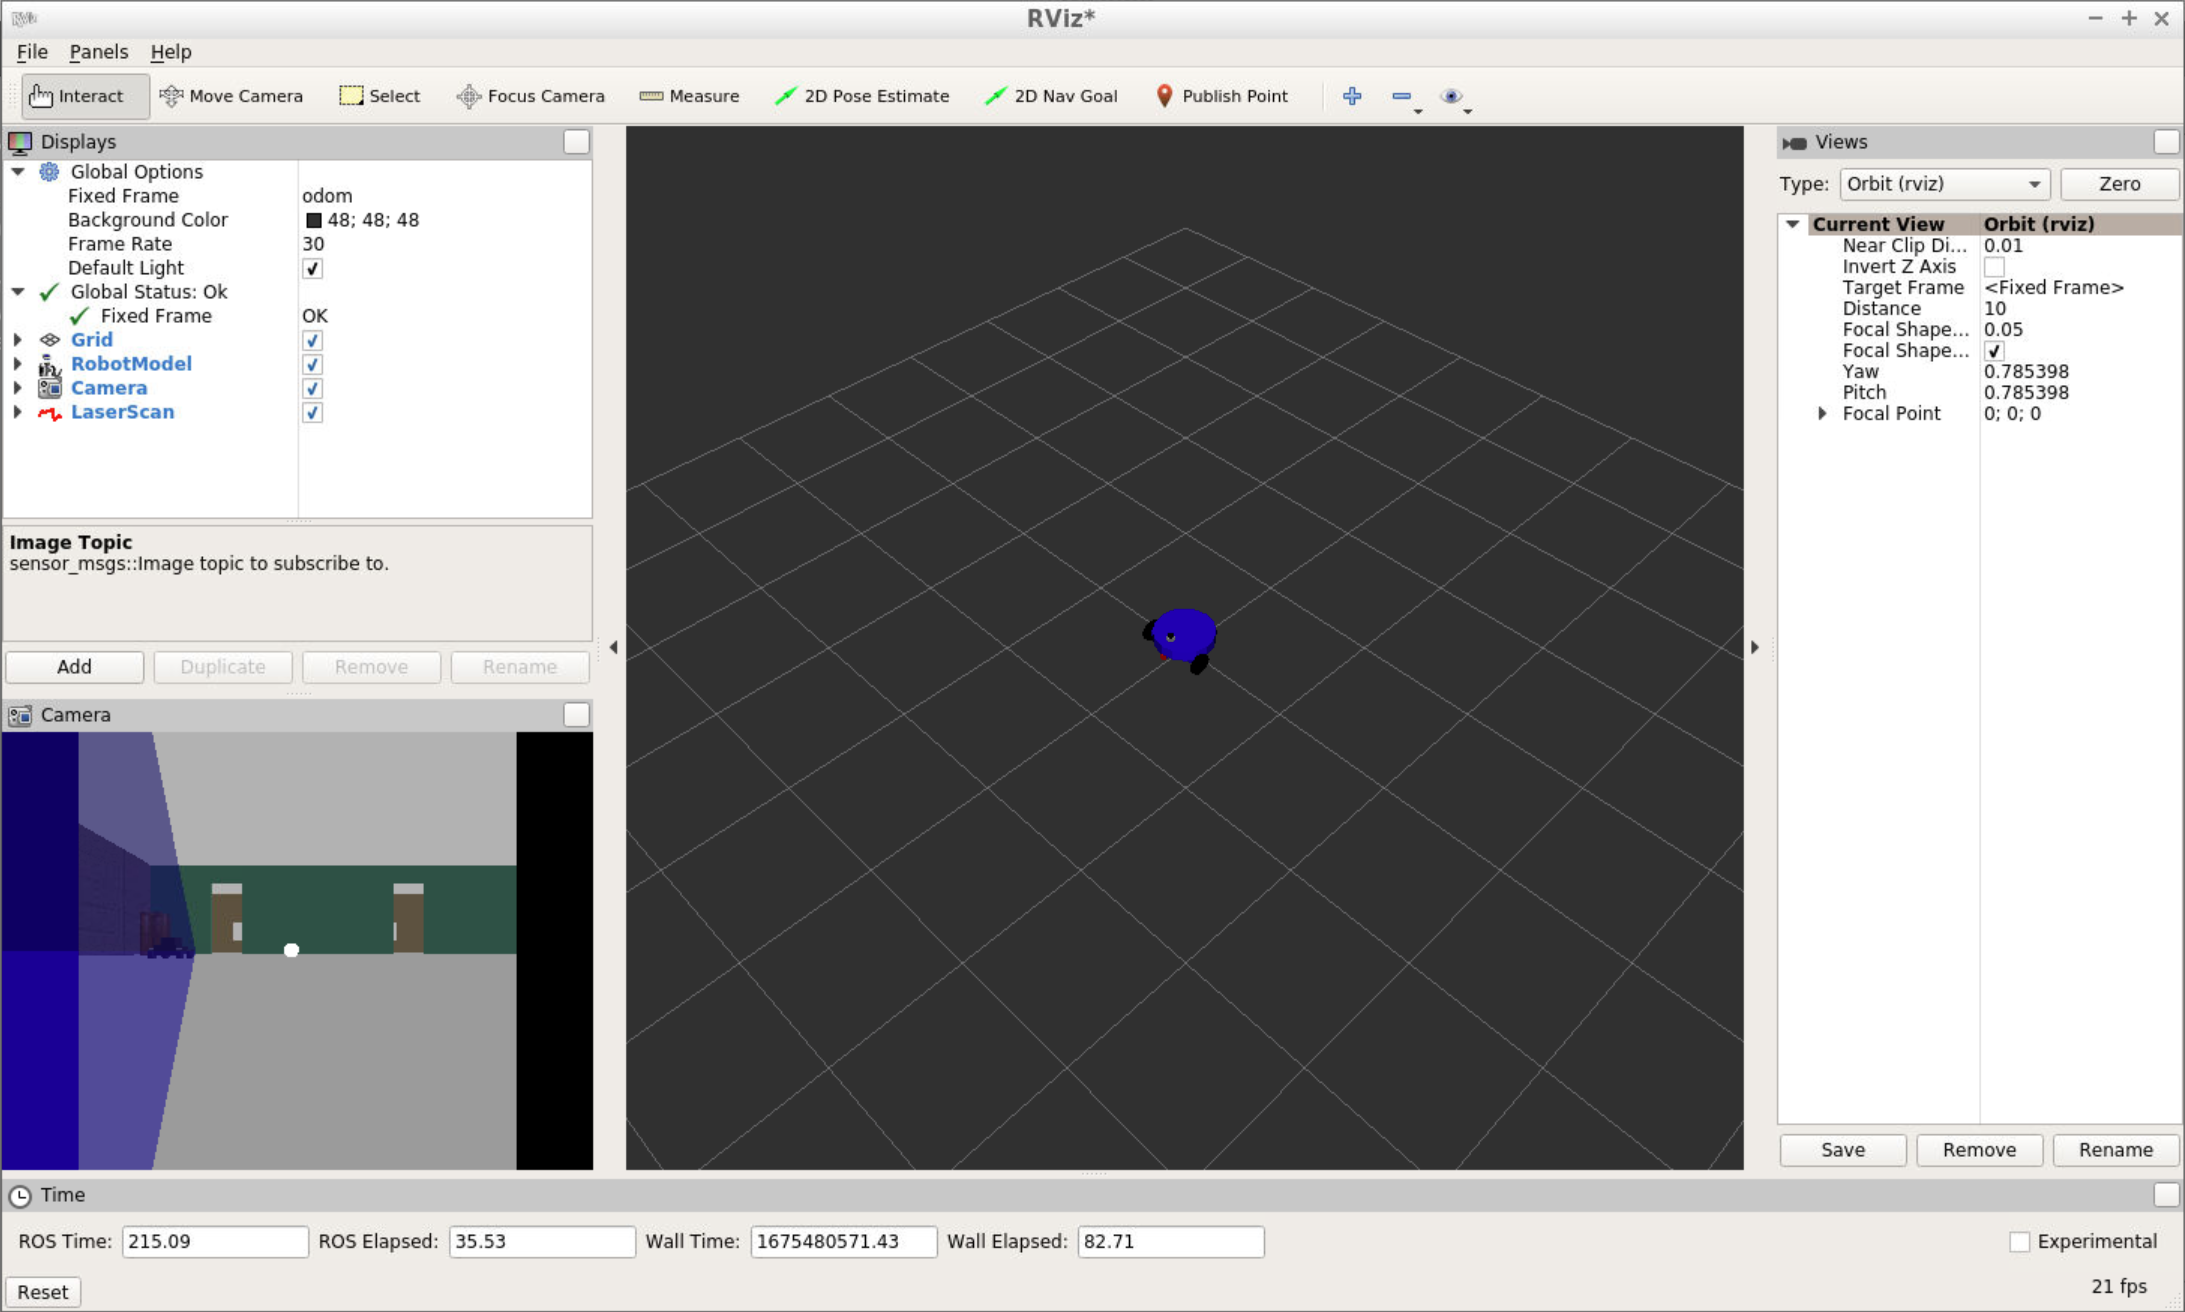 RViz*
File Panels Help
Interact Move Camera Select Focus Camera Measure 2D Pose Estimate 2D Nav Goal Publish Point
Displays
Global Options
Fixed Frame odom
Background Color 48; 48; 48
Frame Rate 30
Default Light
Global Status: Ok
Fixed Frame OK
Grid
RobotModel
Camera
LaserScan
Image Topic
sensor_msgs::Image topic to subscribe to.
Add Duplicate Remove Rename
Camera
Views
Type: Orbit (rviz) Zero
Current View Orbit (rviz)
Near Clip Di... 0.01
Invert Z Axis
Target Frame <Fixed Frame>
Distance 10
Focal Shape... 0.05
Focal Shape...
Yaw 0.785398
Pitch 0.785398
Focal Point 0; 0; 0
Save Remove Rename
Time
ROS Time: 215.09 ROS Elapsed: 35.53 Wall Time: 1675480571.43 Wall Elapsed: 82.71 Experimental
Reset 21 fps